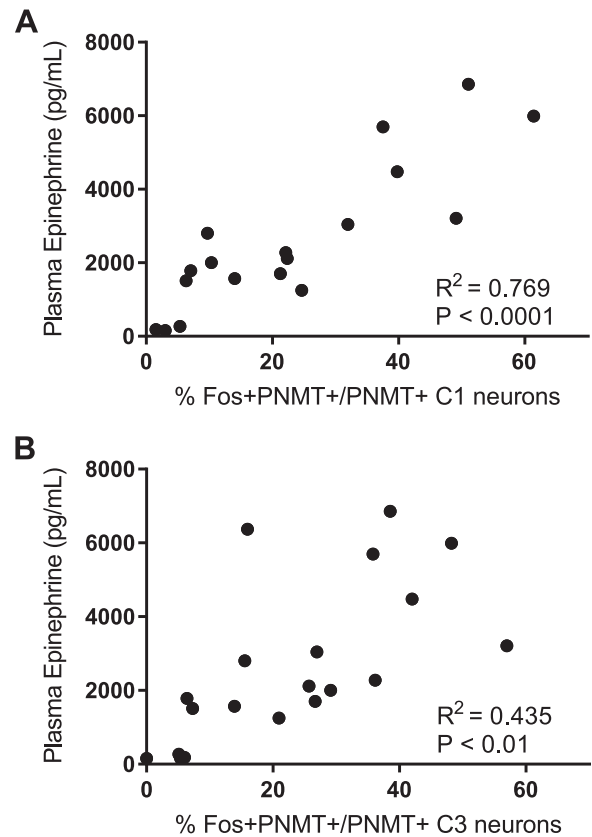 A
Plasma Epinephrine (pg/mL)
8000
6000
4000
2000
0
R² = 0.769
P < 0.0001
0 20 40 60
% Fos+PNMT+/PNMT+ C1 neurons
B
Plasma Epinephrine (pg/mL)
8000
6000
4000
2000
0
R² = 0.435
P < 0.01
0 20 40 60
% Fos+PNMT+/PNMT+ C3 neurons